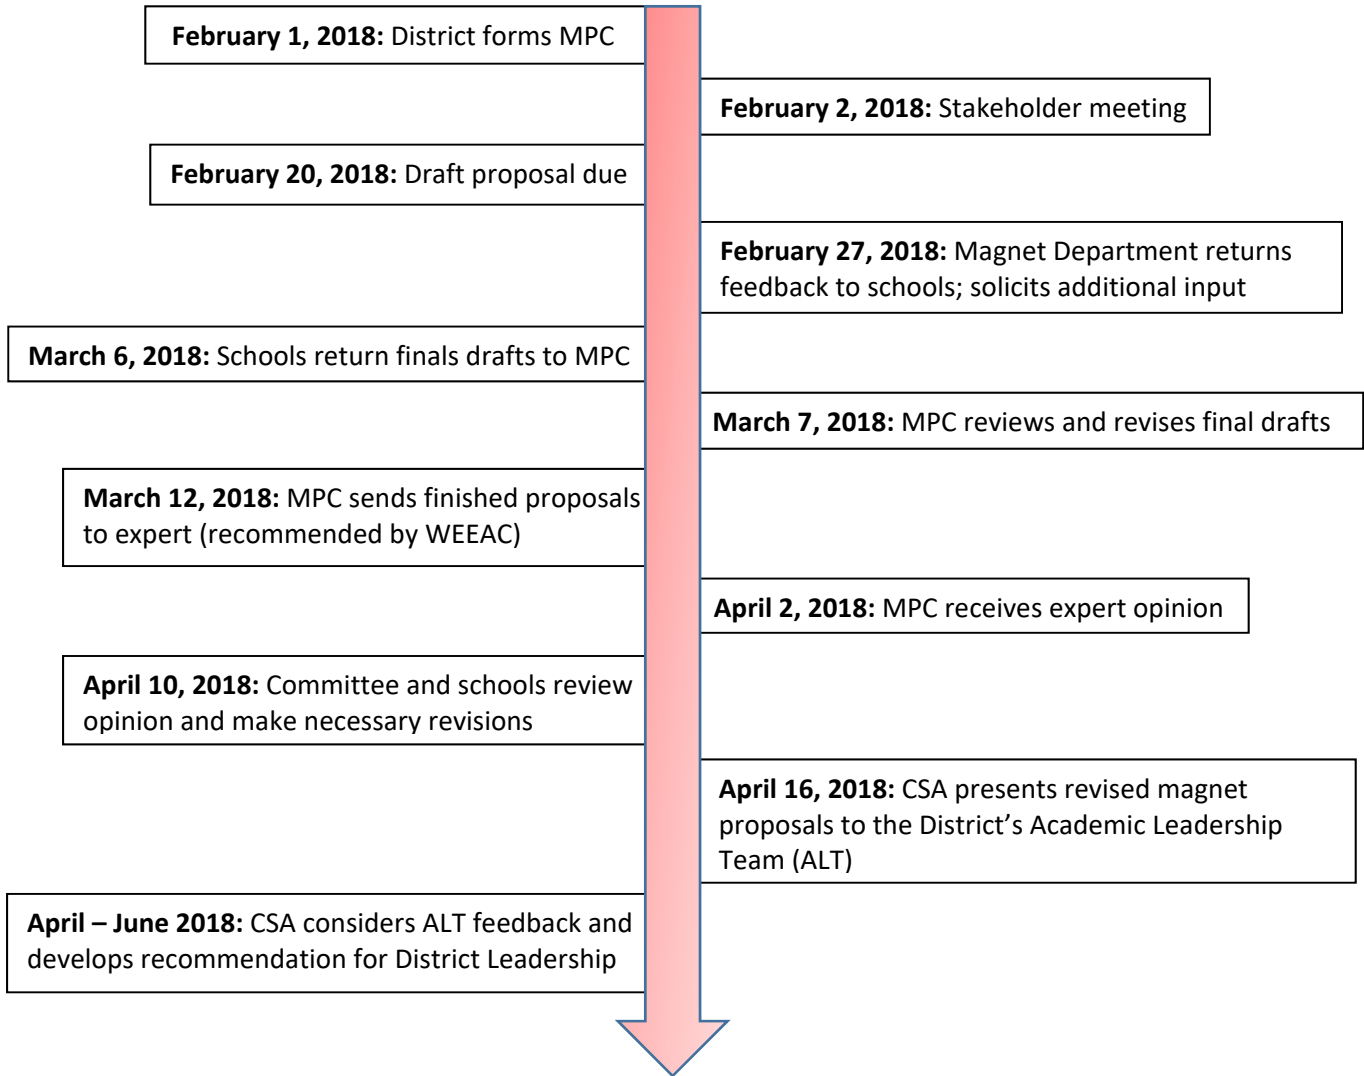 February 1, 2018: District forms MPC
February 2, 2018: Stakeholder meeting
February 20, 2018: Draft proposal due
February 27, 2018: Magnet Department returns
feedback to schools; solicits additional input
March 6, 2018: Schools return finals drafts to MPC
March 7, 2018: MPC reviews and revises final drafts
March 12, 2018: MPC sends finished proposals
to expert (recommended by WEEAC)
April 2, 2018: MPC receives expert opinion
April 10, 2018: Committee and schools review
opinion and make necessary revisions
April 16, 2018: CSA presents revised magnet
proposals to the District’s Academic Leadership
Team (ALT)
April – June 2018: CSA considers ALT feedback and
develops recommendation for District Leadership